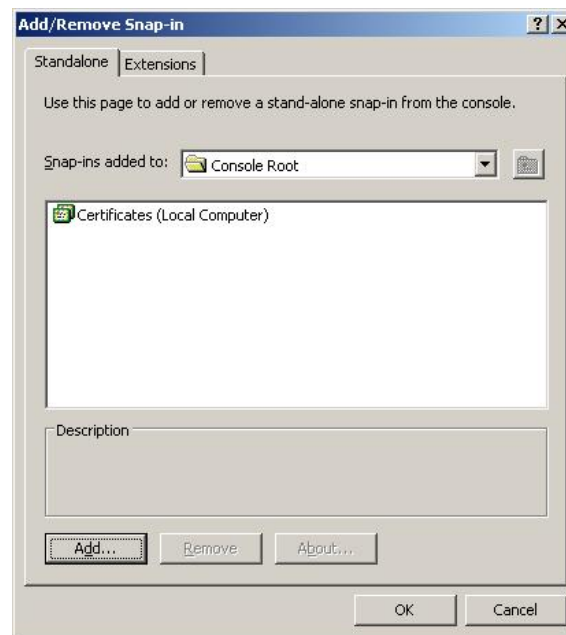 Add/Remove Snap-in
Standalone Extensions
Use this page to add or remove a stand-alone snap-in from the console.
Snap-ins added to: Console Root
Certificates (Local Computer)
Description
Add... Remove About...
OK Cancel